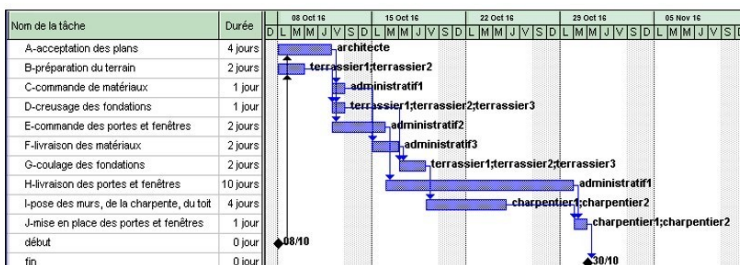 Nom de la tâche Durée 08 Oct 16 15 Oct 16 22 Oct 16 29 Oct 16 05 Nov 16
D L M M J V S D L M M J V S D L M M J V S D L M M J V S D L M M J V S D
A-acceptation des plans 4 jours architecte
B-préparation du terrain 2 jours terrassier1;terrassier2
C-commande de matériaux 1 jour administratif1
D-creusage des fondations 1 jour terrassier1;terrassier2;terrassier3
E-commande des portes et fenêtres 2 jours administratif2
F-livraison des matériaux 2 jours administratif3
G-coulage des fondations 2 jours terrassier1;terrassier2;terrassier3
H-livraison des portes et fenêtres 10 jours administratif1
I-pose des murs, de la charpente, du toit 4 jours charpentier1;charpentier2
J-mise en place des portes et fenêtres 1 jour charpentier1;charpentier2
début 0 jour 08/10
fin 0 jour 30/10